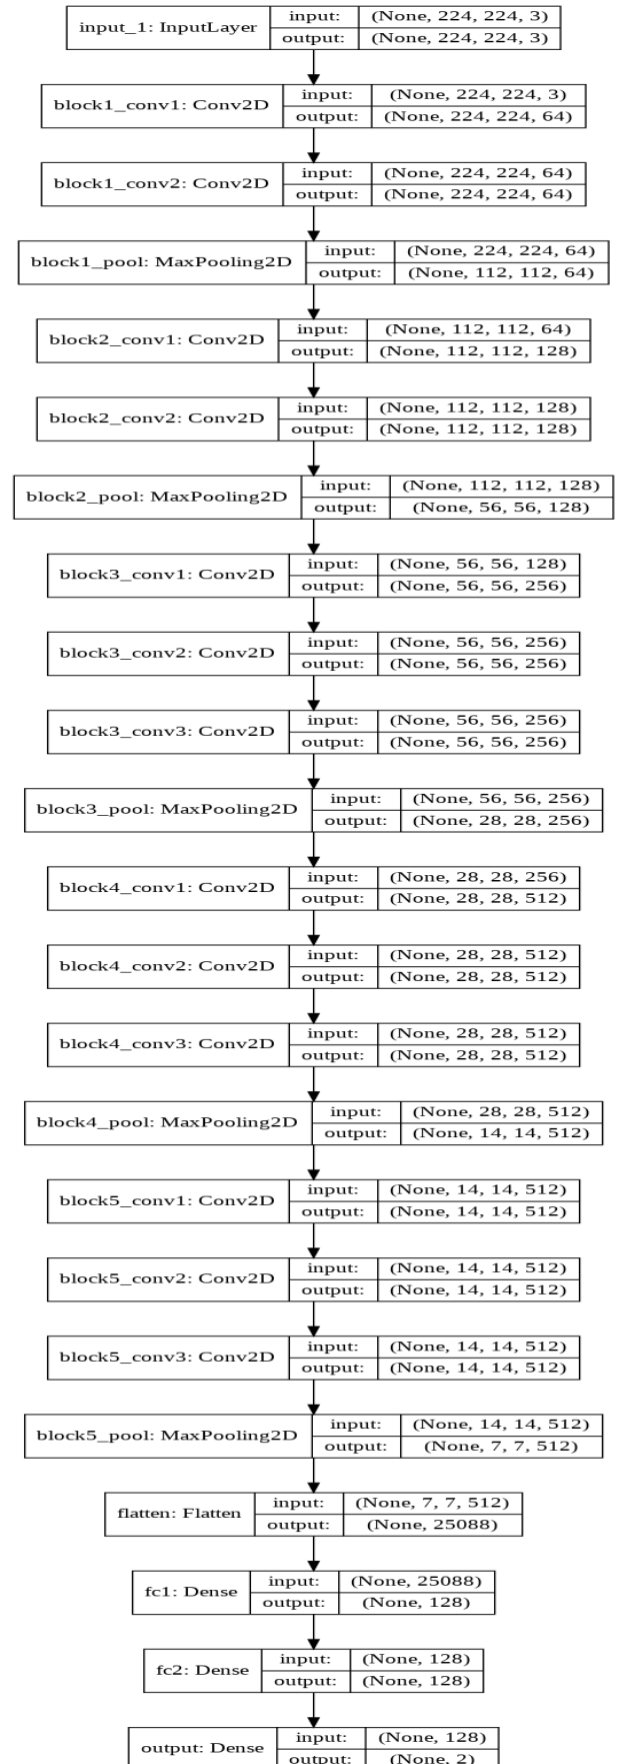 input_1: InputLayer
input: (None, 224, 224, 3)
output: (None, 224, 224, 3)
block1_conv1: Conv2D
input: (None, 224, 224, 3)
output: (None, 224, 224, 64)
block1_conv2: Conv2D
input: (None, 224, 224, 64)
output: (None, 224, 224, 64)
block1_pool: MaxPooling2D
input: (None, 224, 224, 64)
output: (None, 112, 112, 64)
block2_conv1: Conv2D
input: (None, 112, 112, 64)
output: (None, 112, 112, 128)
block2_conv2: Conv2D
input: (None, 112, 112, 128)
output: (None, 112, 112, 128)
block2_pool: MaxPooling2D
input: (None, 112, 112, 128)
output: (None, 56, 56, 128)
block3_conv1: Conv2D
input: (None, 56, 56, 128)
output: (None, 56, 56, 256)
block3_conv2: Conv2D
input: (None, 56, 56, 256)
output: (None, 56, 56, 256)
block3_conv3: Conv2D
input: (None, 56, 56, 256)
output: (None, 56, 56, 256)
block3_pool: MaxPooling2D
input: (None, 56, 56, 256)
output: (None, 28, 28, 256)
block4_conv1: Conv2D
input: (None, 28, 28, 256)
output: (None, 28, 28, 512)
block4_conv2: Conv2D
input: (None, 28, 28, 512)
output: (None, 28, 28, 512)
block4_conv3: Conv2D
input: (None, 28, 28, 512)
output: (None, 28, 28, 512)
block4_pool: MaxPooling2D
input: (None, 28, 28, 512)
output: (None, 14, 14, 512)
block5_conv1: Conv2D
input: (None, 14, 14, 512)
output: (None, 14, 14, 512)
block5_conv2: Conv2D
input: (None, 14, 14, 512)
output: (None, 14, 14, 512)
block5_conv3: Conv2D
input: (None, 14, 14, 512)
output: (None, 14, 14, 512)
block5_pool: MaxPooling2D
input: (None, 14, 14, 512)
output: (None, 7, 7, 512)
flatten: Flatten
input: (None, 7, 7, 512)
output: (None, 25088)
fc1: Dense
input: (None, 25088)
output: (None, 128)
fc2: Dense
input: (None, 128)
output: (None, 128)
output: Dense
input: (None, 128)
output: (None, 2)